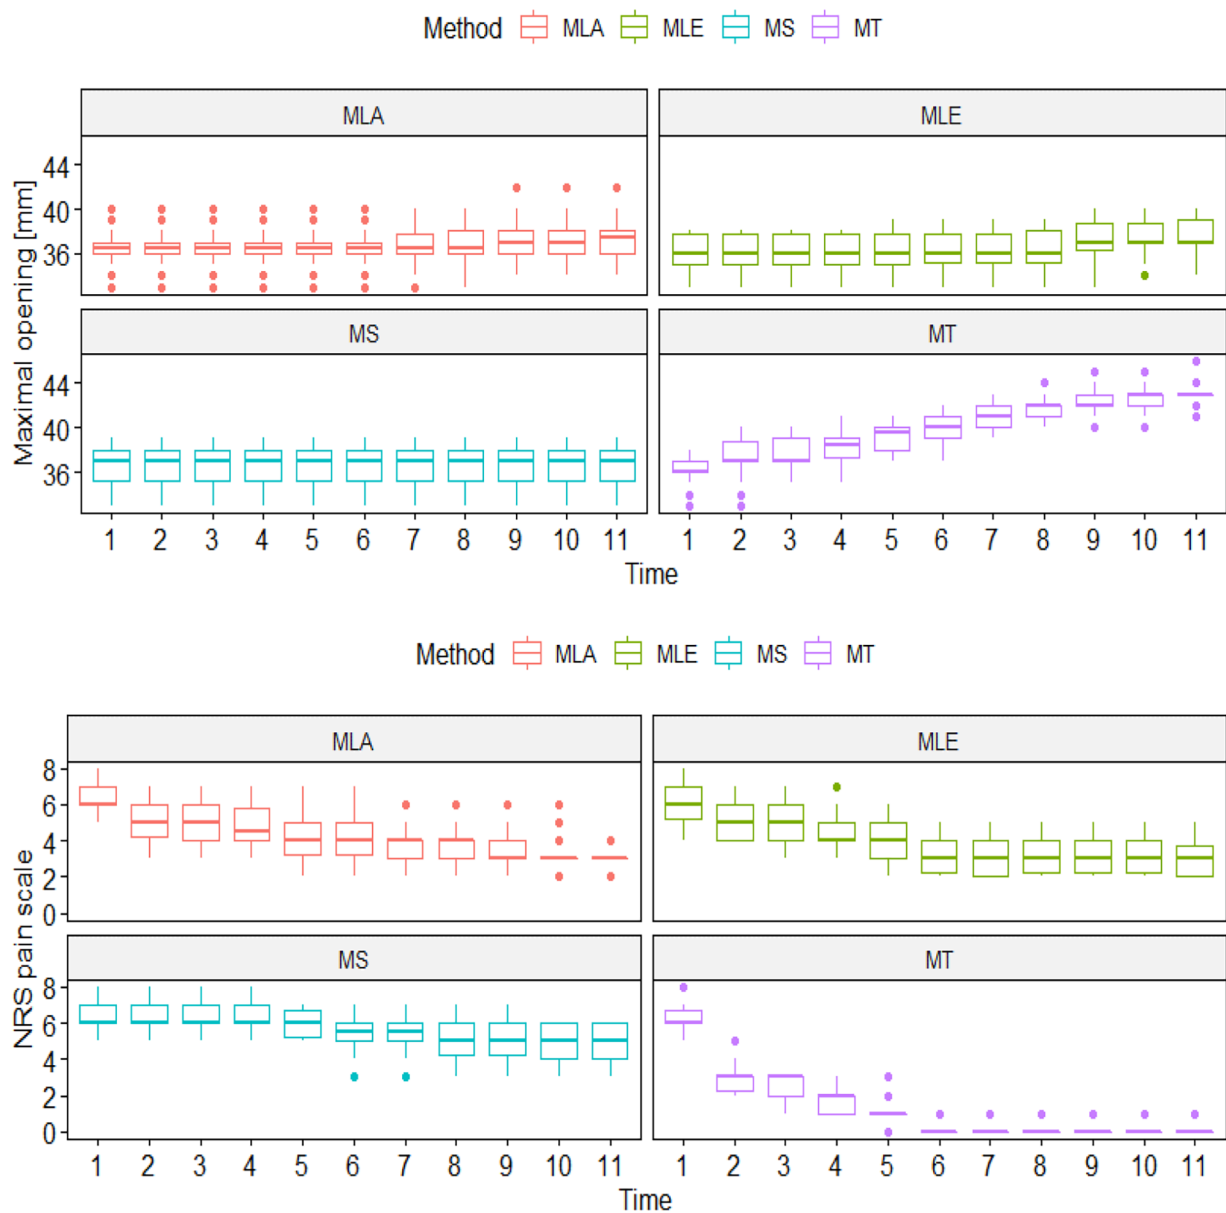 Method MLA MLE MS MT
MLA MLE
44
40
36
MS MT
44
40
36
Maximal opening [mm]
1 2 3 4 5 6 7 8 9 10 11 1 2 3 4 5 6 7 8 9 10 11
Time
Method MLA MLE MS MT
MLA MLE
8
6
4
2
0
MS MT
8
6
4
2
0
NRS pain scale
1 2 3 4 5 6 7 8 9 10 11 1 2 3 4 5 6 7 8 9 10 11
Time